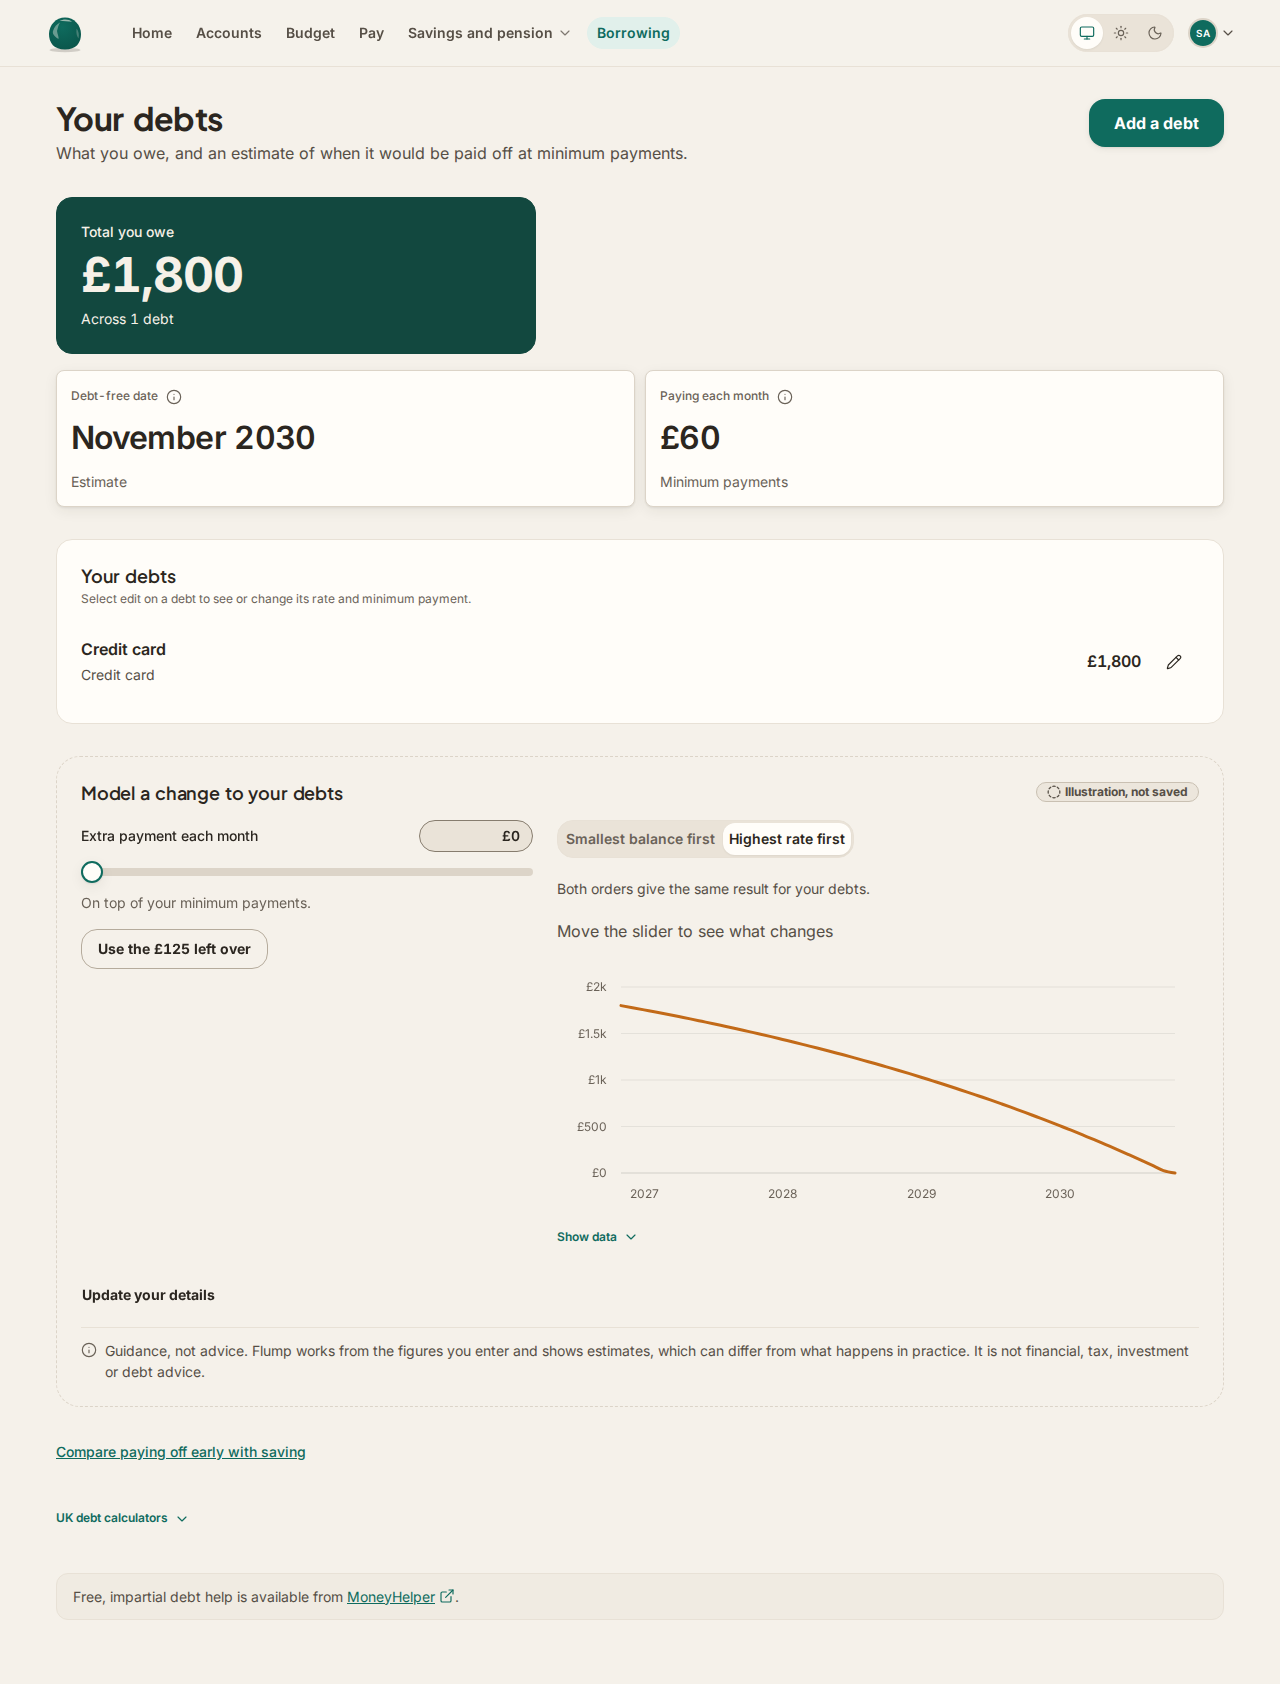 Home Accounts Budget Pay Savings and pension Borrowing SA
Your debts
Add a debt
What you owe, and an estimate of when it would be paid off at minimum payments.
Total you owe
£1,800
Across 1 debt
Debt-free date
November 2030
Estimate
Paying each month
£60
Minimum payments
Your debts
Select edit on a debt to see or change its rate and minimum payment.
Credit card
Credit card
£1,800
Model a change to your debts
Illustration, not saved
Extra payment each month
£0
On top of your minimum payments.
Use the £125 left over
Smallest balance first Highest rate first
Both orders give the same result for your debts.
Move the slider to see what changes
£2k
£1.5k
£1k
£500
£0
2027 2028 2029 2030
Show data
Update your details
Guidance, not advice. Flump works from the figures you enter and shows estimates, which can differ from what happens in practice. It is not financial, tax, investment
or debt advice.
Compare paying off early with saving
UK debt calculators
Free, impartial debt help is available from MoneyHelper.